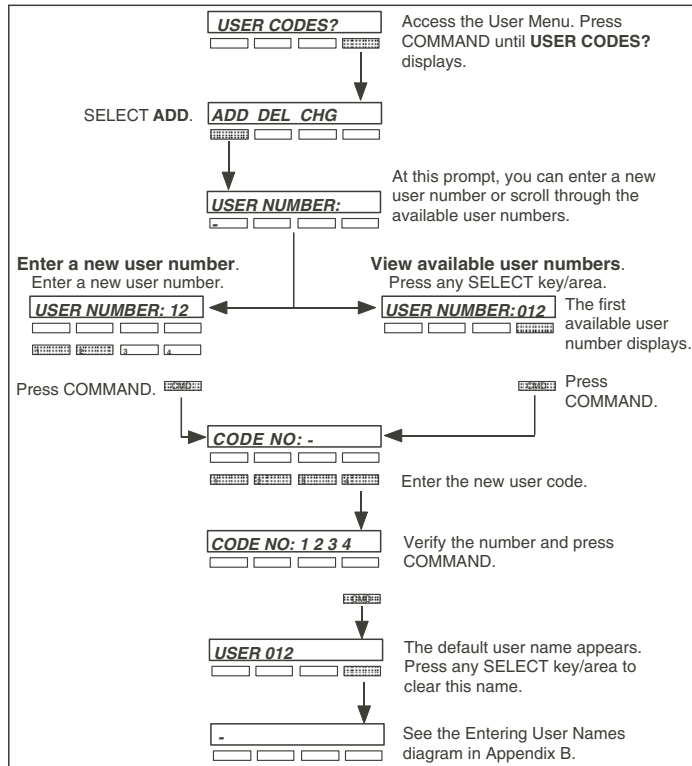 USER CODES?
Access the User Menu. Press
COMMAND until USER CODES?
displays.
SELECT ADD.
ADD DEL CHG
At this prompt, you can enter a new
user number or scroll through the
available user numbers.
USER NUMBER:
-
Enter a new user number.
Enter a new user number.
USER NUMBER: 12
1 2 3 4
View available user numbers.
Press any SELECT key/area.
USER NUMBER:012
The first
available user
number displays.
Press COMMAND.
CMD
CMD
Press
COMMAND.
CODE NO: -
1 2 3 4
Enter the new user code.
CODE NO: 1 2 3 4
Verify the number and press
COMMAND.
CMD
USER 012
The default user name appears.
Press any SELECT key/area to
clear this name.
-
See the Entering User Names
diagram in Appendix B.